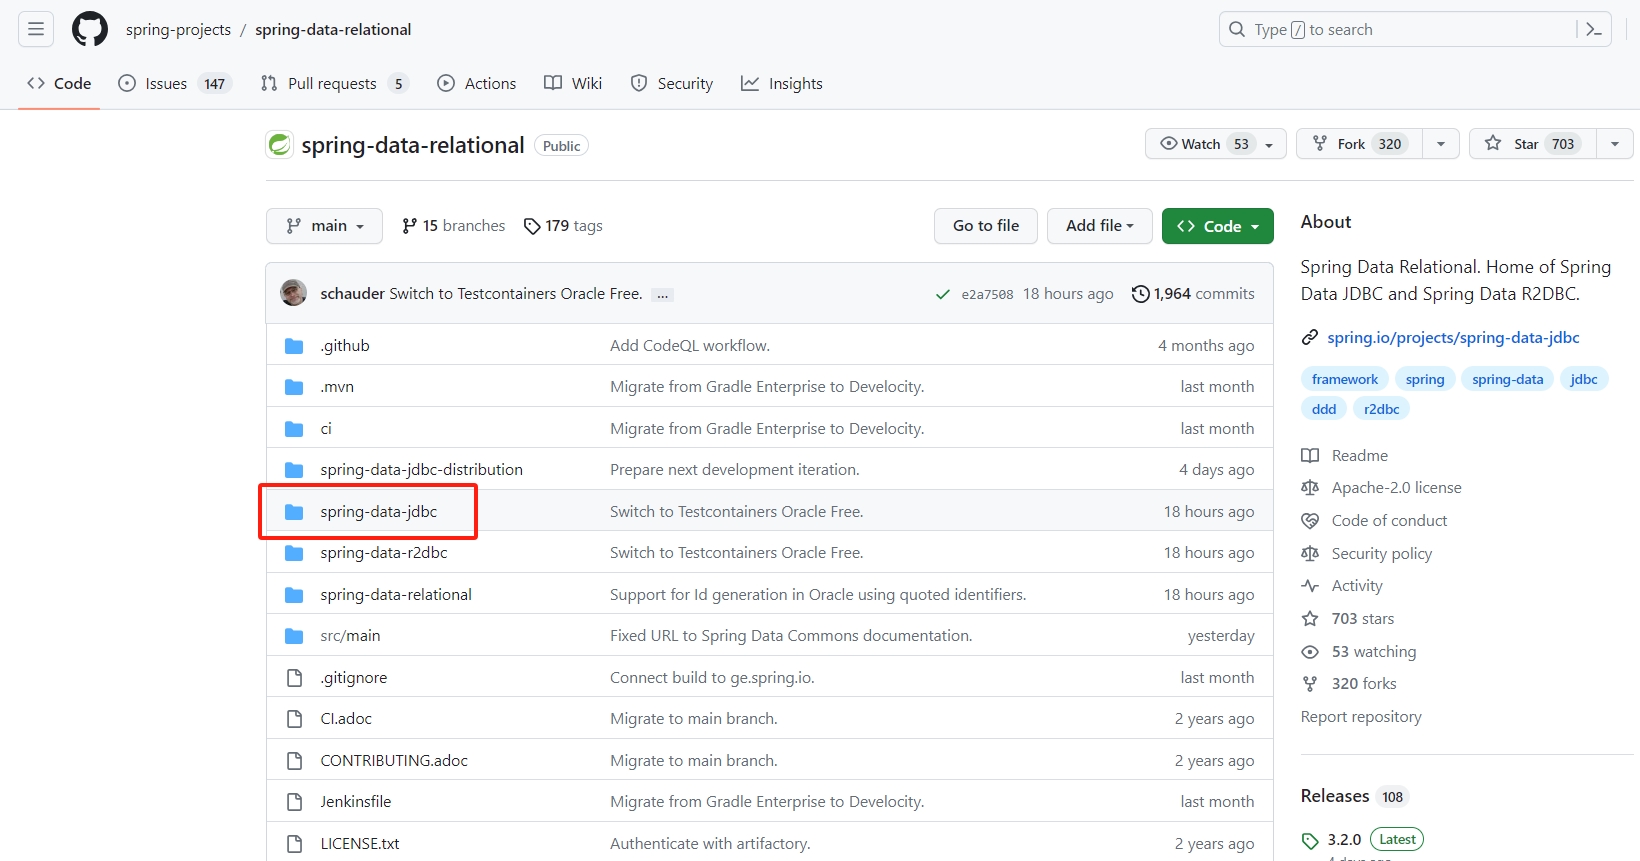 spring-projects / spring-data-relational
Type / to search
Code Issues 147 Pull requests 5 Actions Wiki Security Insights
spring-data-relational Public
Watch 53 Fork 320 Star 703
main 15 branches 179 tags Go to file Add file Code
schauder Switch to Testcontainers Oracle Free. ... e2a7508 18 hours ago 1,964 commits
.github Add CodeQL workflow. 4 months ago
.mvn Migrate from Gradle Enterprise to Develocity. last month
ci Migrate from Gradle Enterprise to Develocity. last month
spring-data-jdbc-distribution Prepare next development iteration. 4 days ago
spring-data-jdbc Switch to Testcontainers Oracle Free. 18 hours ago
spring-data-r2dbc Switch to Testcontainers Oracle Free. 18 hours ago
spring-data-relational Support for Id generation in Oracle using quoted identifiers. 18 hours ago
src/main Fixed URL to Spring Data Commons documentation. yesterday
.gitignore Connect build to ge.spring.io. last month
CI.adoc Migrate to main branch. 2 years ago
CONTRIBUTING.adoc Migrate to main branch. 2 years ago
Jenkinsfile Migrate from Gradle Enterprise to Develocity. last month
LICENSE.txt Authenticate with artifactory. 2 years ago
About
Spring Data Relational. Home of Spring
Data JDBC and Spring Data R2DBC.
spring.io/projects/spring-data-jdbc
framework spring spring-data jdbc
ddd r2dbc
Readme
Apache-2.0 license
Code of conduct
Security policy
Activity
703 stars
53 watching
320 forks
Report repository
Releases 108
3.2.0 Latest